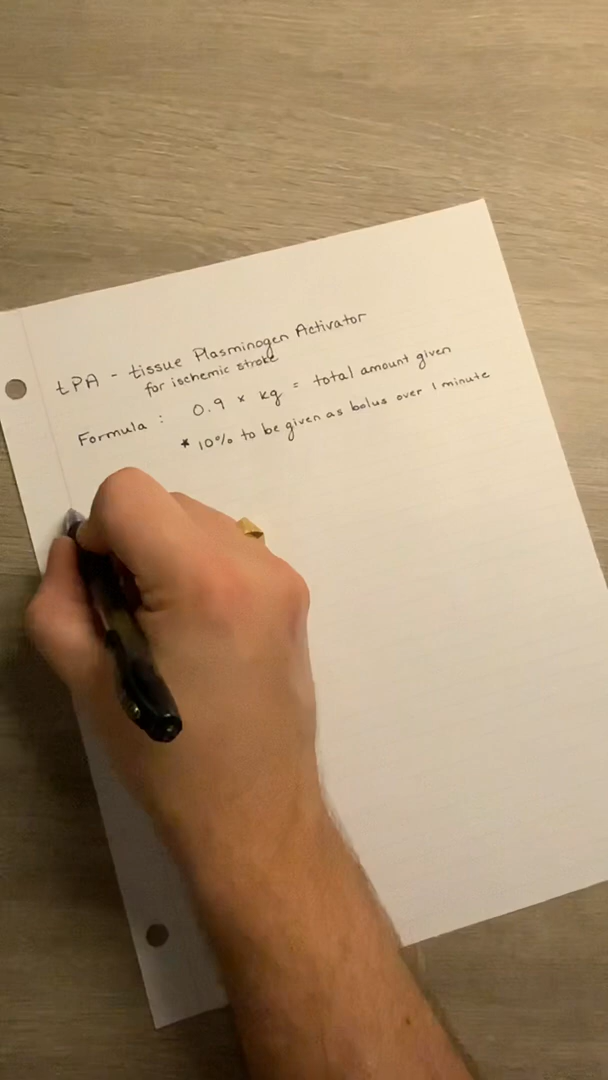 tPA - tissue Plasminogen Activator
for ischemic stroke
Formula : 0.9 × kg = total amount given
* 10% to be given as bolus over 1 minute